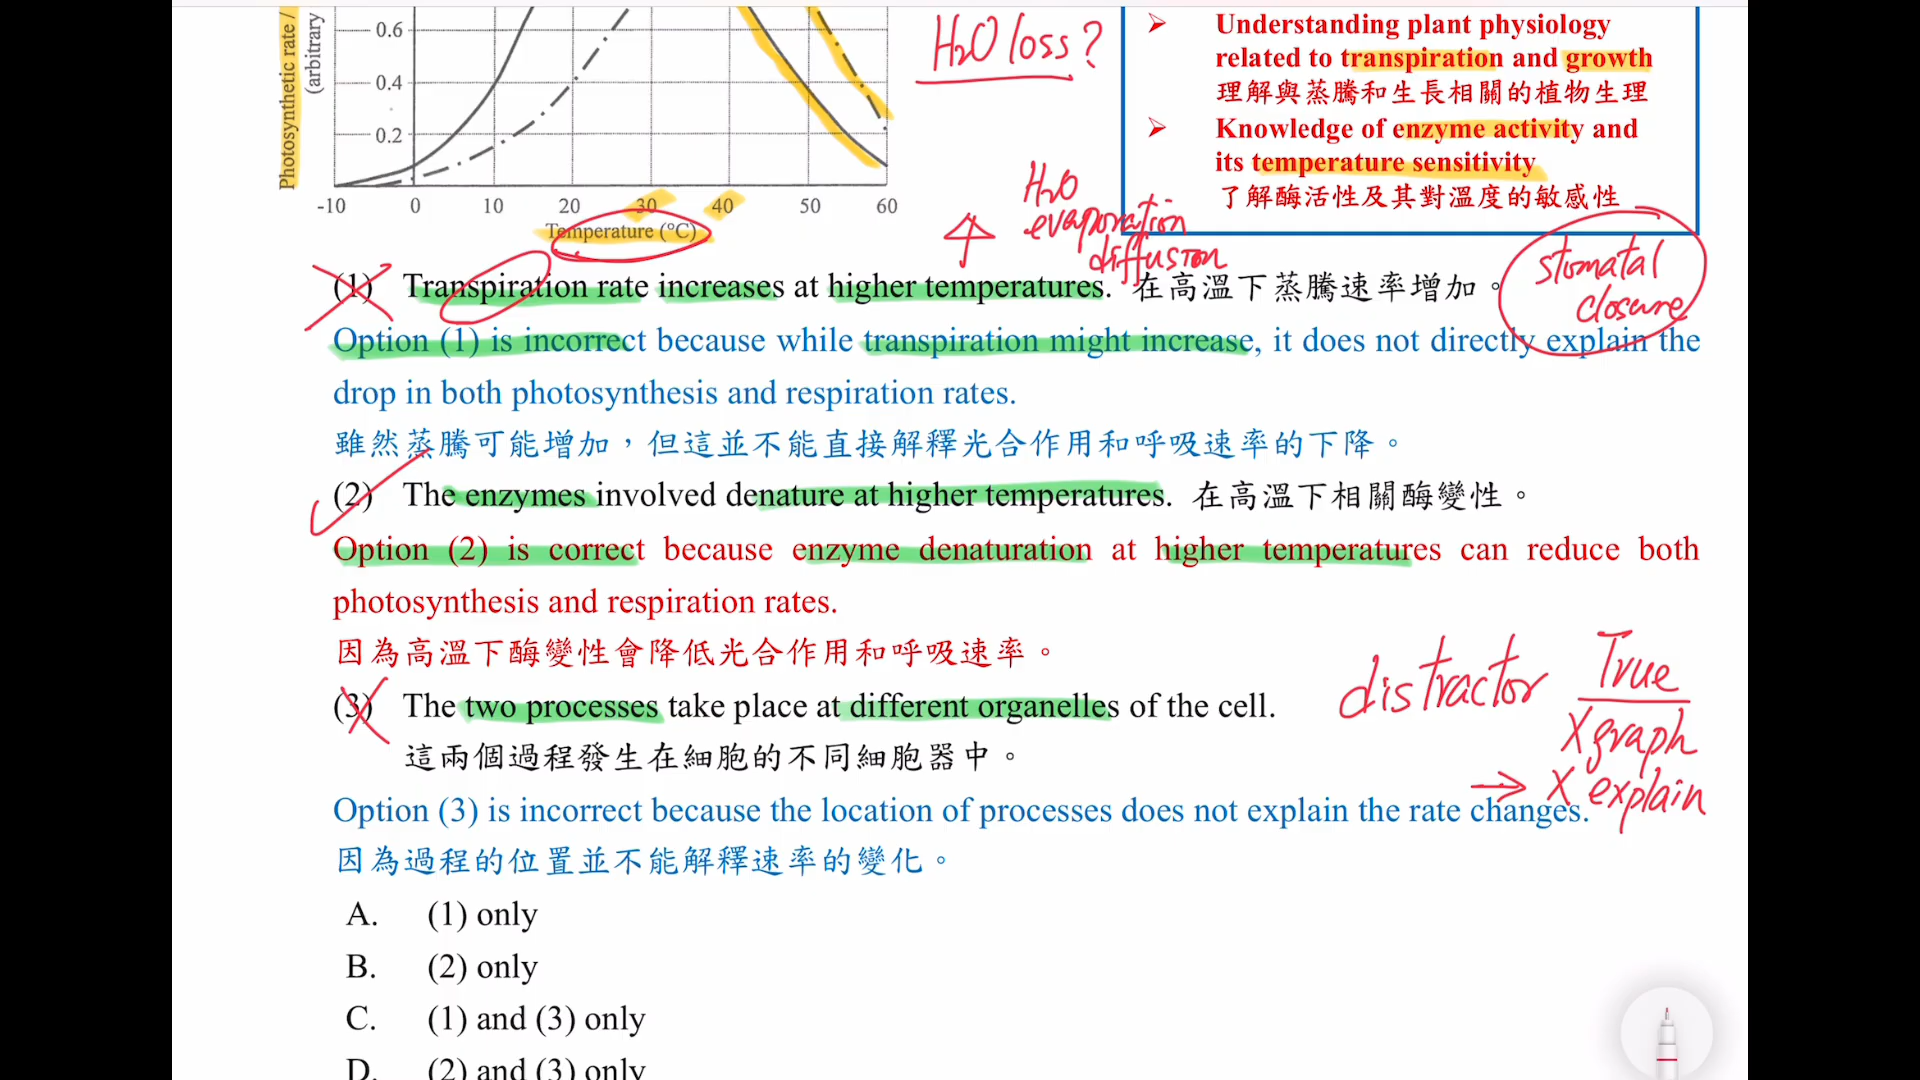 Photosynthetic rate /
(arbitrary
0.6
0.4
0.2
-10 0 10 20 30 40 50 60
Temperature (°C)
H₂O loss?
➢ Understanding plant physiology
related to transpiration and growth
理解與蒸騰和生長相關的植物生理
➢ Knowledge of enzyme activity and
its temperature sensitivity
了解酶活性及其對溫度的敏感性
H₂O
evaporation
diffusion
stomatal
closure
(1) Transpiration rate increases at higher temperatures. 在高溫下蒸騰速率增加。
Option (1) is incorrect because while transpiration might increase, it does not directly explain the
drop in both photosynthesis and respiration rates.
雖然蒸騰可能增加，但這並不能直接解釋光合作用和呼吸速率的下降。
(2) The enzymes involved denature at higher temperatures. 在高溫下相關酶變性。
Option (2) is correct because enzyme denaturation at higher temperatures can reduce both
photosynthesis and respiration rates.
因為高溫下酶變性會降低光合作用和呼吸速率。
(3) The two processes take place at different organelles of the cell.
這兩個過程發生在細胞的不同細胞器中。
distractor
True
X graph
→ X explain
Option (3) is incorrect because the location of processes does not explain the rate changes.
因為過程的位置並不能解釋速率的變化。
A. (1) only
B. (2) only
C. (1) and (3) only
D. (2) and (3) only